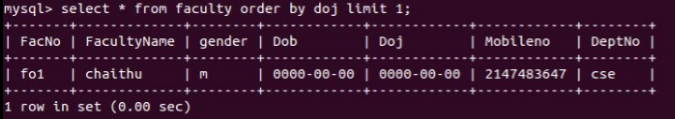 mysql> select * from faculty order by doj limit 1;
+-------+-------------+--------+------------+------------+------------+--------+
| FacNo | FacultyName | gender | Dob        | Doj        | Mobileno   | DeptNo |
+-------+-------------+--------+------------+------------+------------+--------+
| fo1   | chaithu     | m      | 0000-00-00 | 0000-00-00 | 2147483647 | cse    |
+-------+-------------+--------+------------+------------+------------+--------+
1 row in set (0.00 sec)